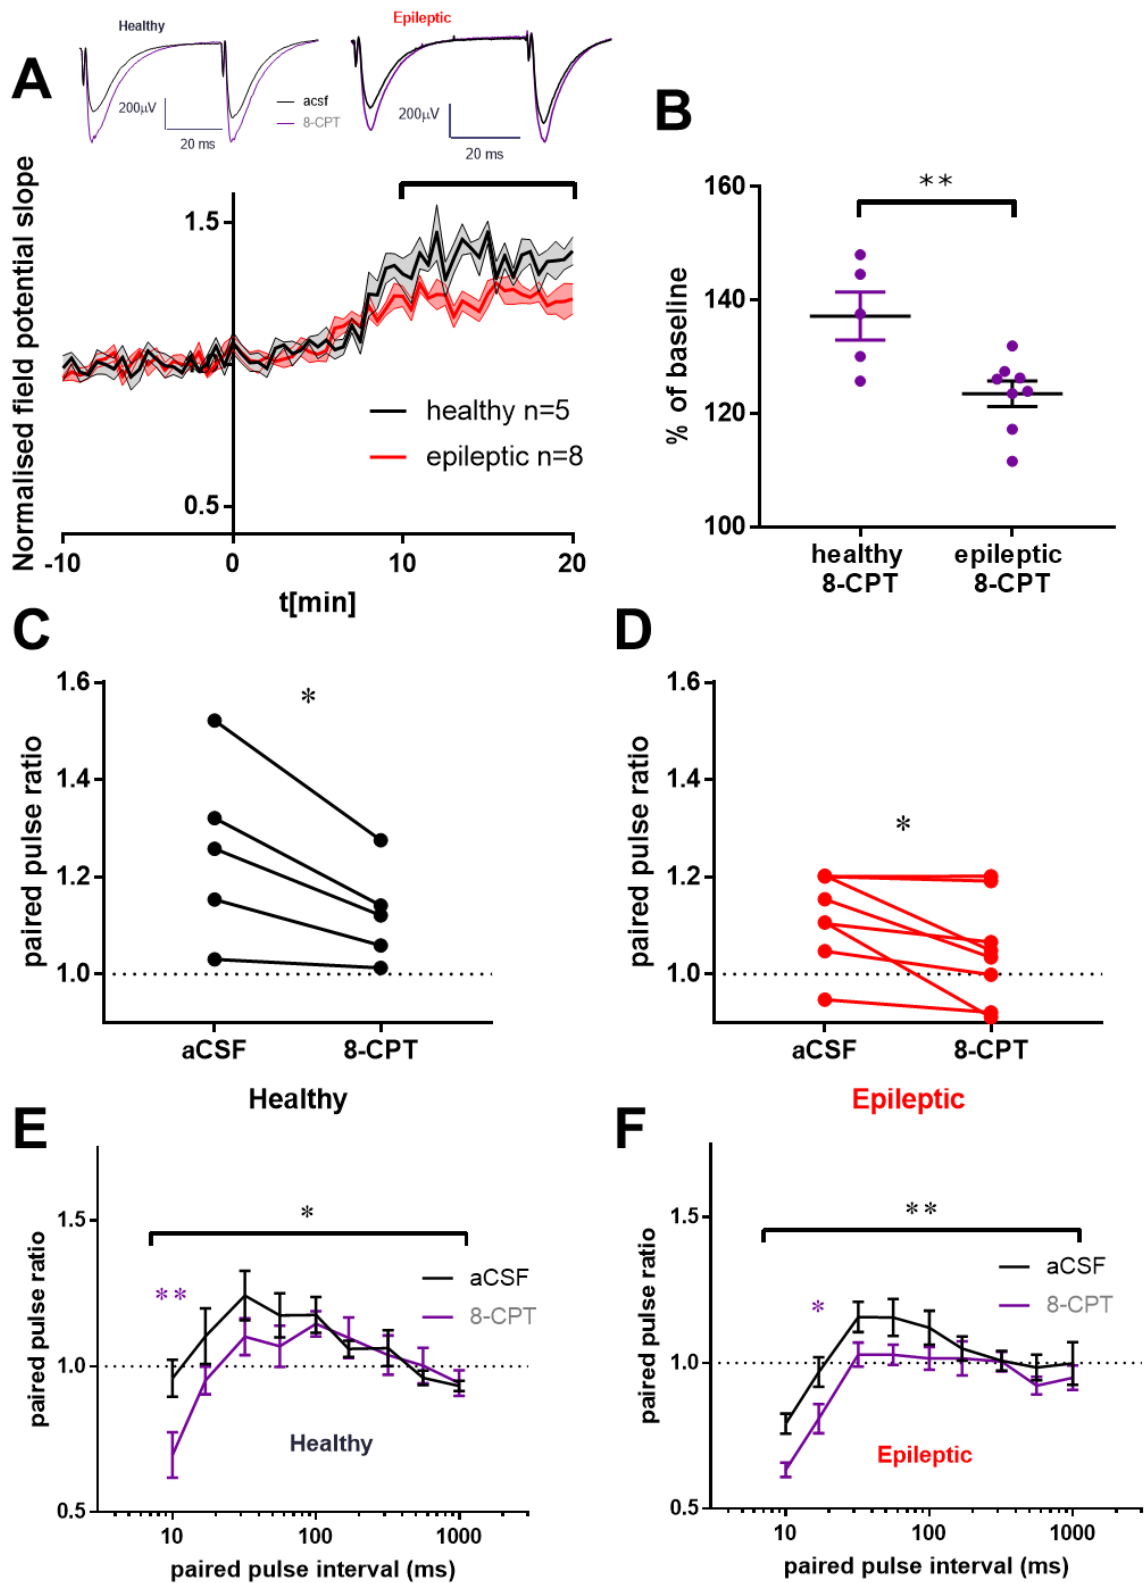 Healthy
Epileptic
A
200μV
20 ms
acsf
8-CPT
200μV
20 ms
Normalised field potential slope
1.5
0.5
healthy n=5
epileptic n=8
-10
0
10
20
t[min]
B
**
% of baseline
160
140
120
100
healthy
8-CPT
epileptic
8-CPT
C
paired pulse ratio
1.6
1.4
1.2
1.0
*
aCSF
8-CPT
Healthy
D
paired pulse ratio
1.6
1.4
1.2
1.0
*
aCSF
8-CPT
Epileptic
E
paired pulse ratio
1.5
1.0
0.5
*
**
aCSF
8-CPT
Healthy
10
100
1000
paired pulse interval (ms)
F
paired pulse ratio
1.5
1.0
0.5
**
*
aCSF
8-CPT
Epileptic
10
100
1000
paired pulse interval (ms)